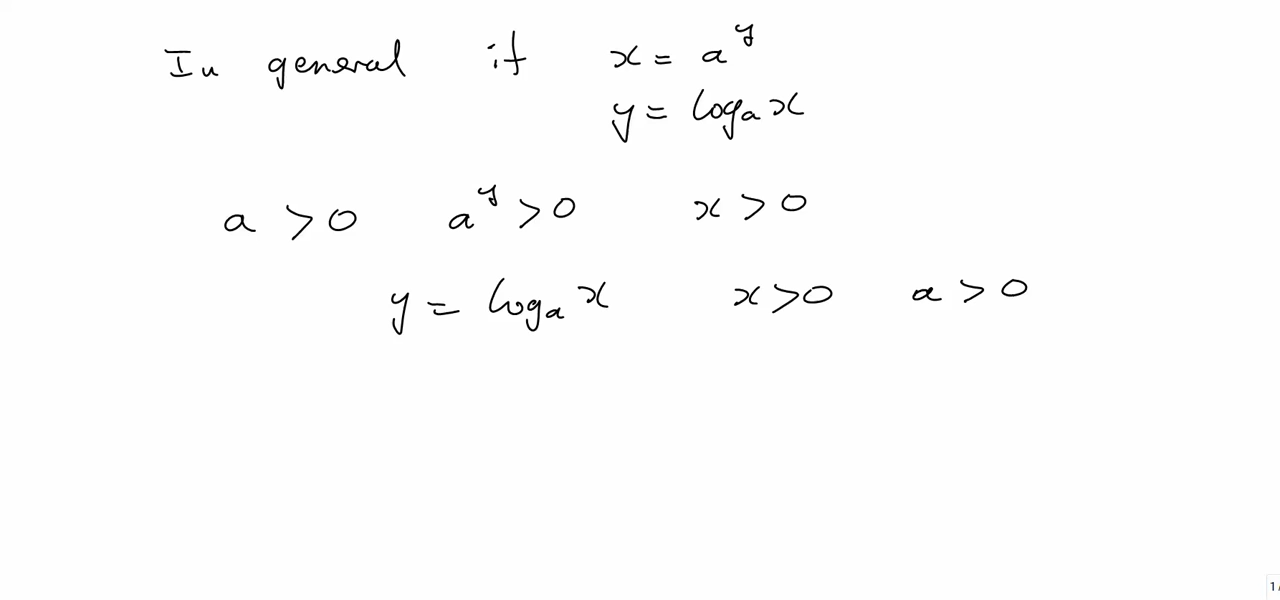 In general if x = a^y
y = log_a x
a > 0 a^y > 0 x > 0
y = log_a x x > 0 a > 0